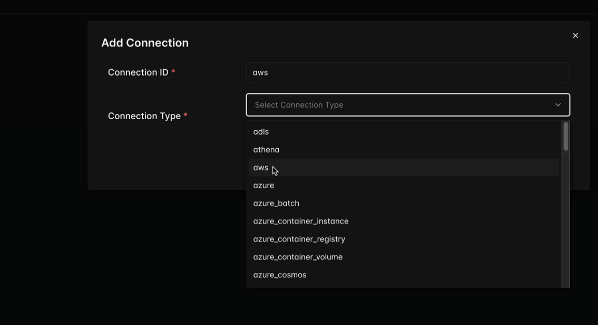 Add Connection
Connection ID *
aws
Connection Type *
Select Connection Type
adls
athena
aws
azure
azure_batch
azure_container_instance
azure_container_registry
azure_container_volume
azure_cosmos